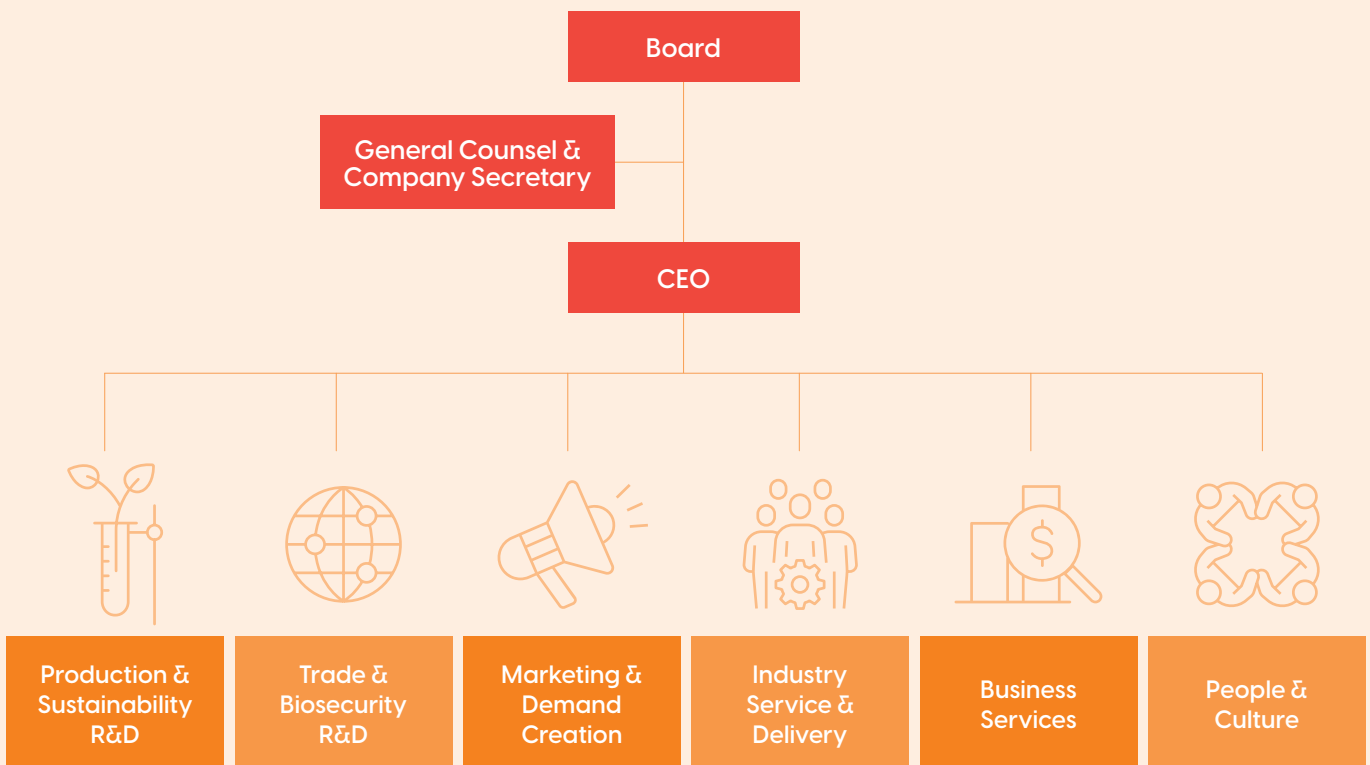 Board
General Counsel &
Company Secretary
CEO
$
Production &
Sustainability
R&D
Trade &
Biosecurity
R&D
Marketing &
Demand
Creation
Industry
Service &
Delivery
Business
Services
People &
Culture